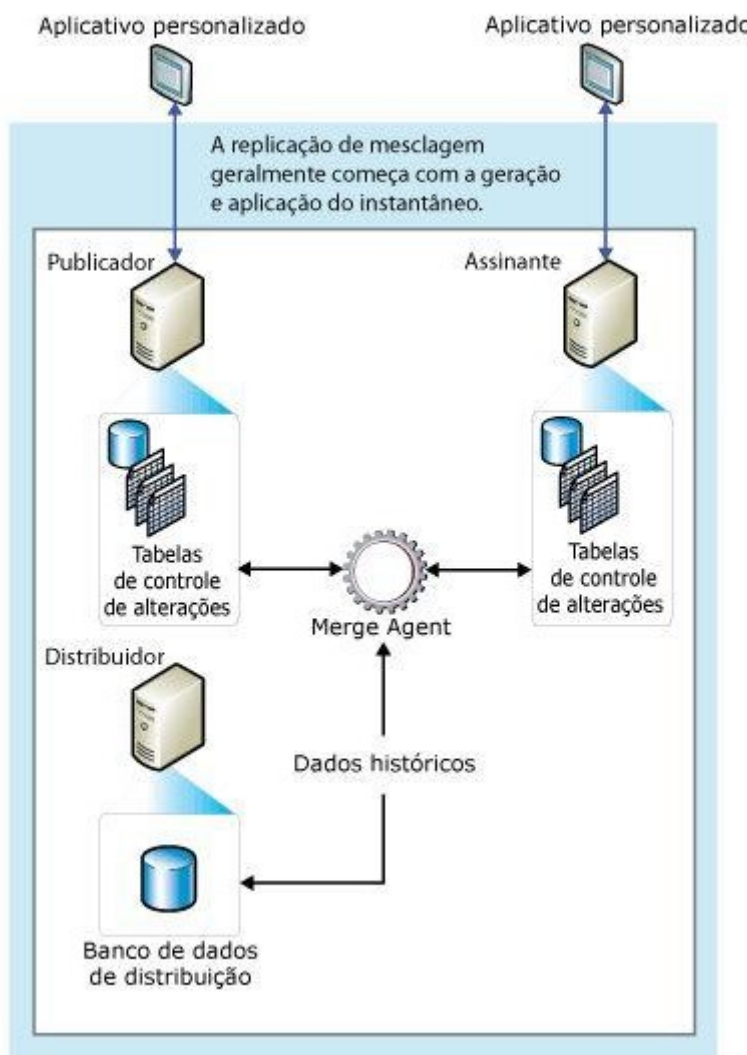 Aplicativo personalizado
Aplicativo personalizado
A replicação de mesclagem
geralmente começa com a geração
e aplicação do instantâneo.
Publicador
Assinante
Tabelas
de controle
de alterações
Tabelas
de controle
de alterações
Merge Agent
Distribuidor
Dados históricos
Banco de dados
de distribuição